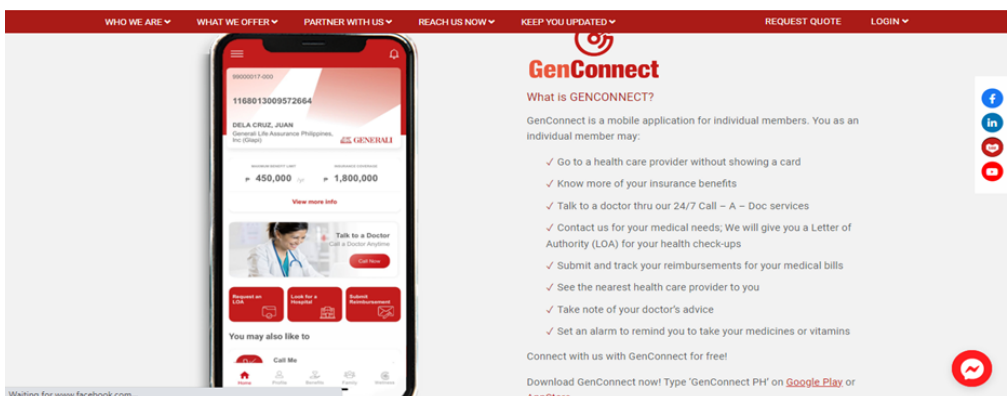 WHO WE ARE WHAT WE OFFER PARTNER WITH US REACH US NOW KEEP YOU UPDATED REQUEST QUOTE LOGIN
99000017-000
1168013009572664
DELA CRUZ, JUAN
Generali Life Assurance Philippines,
Inc (Glapi)
GENERALI
MAXIMUM BENEFIT LIMIT INSURANCE COVERAGE
₱ 450,000 ₱ 1,800,000
View more info
Talk to a Doctor
Call a Doctor Anytime
Call Now
Request an
LOA
Look for a
Hospital
Submit
Reimbursement
You may also like to
Call Me
Home Profile Benefits Family Wellness
GenConnect
What is GENCONNECT?
GenConnect is a mobile application for individual members. You as an
individual member may:
✓ Go to a health care provider without showing a card
✓ Know more of your insurance benefits
✓ Talk to a doctor thru our 24/7 Call – A – Doc services
✓ Contact us for your medical needs; We will give you a Letter of
Authority (LOA) for your health check-ups
✓ Submit and track your reimbursements for your medical bills
✓ See the nearest health care provider to you
✓ Take note of your doctor's advice
✓ Set an alarm to remind you to take your medicines or vitamins
Connect with us with GenConnect for free!
Download GenConnect now! Type 'GenConnect PH' on Google Play or
AppStore
Waiting for www.facebook.com